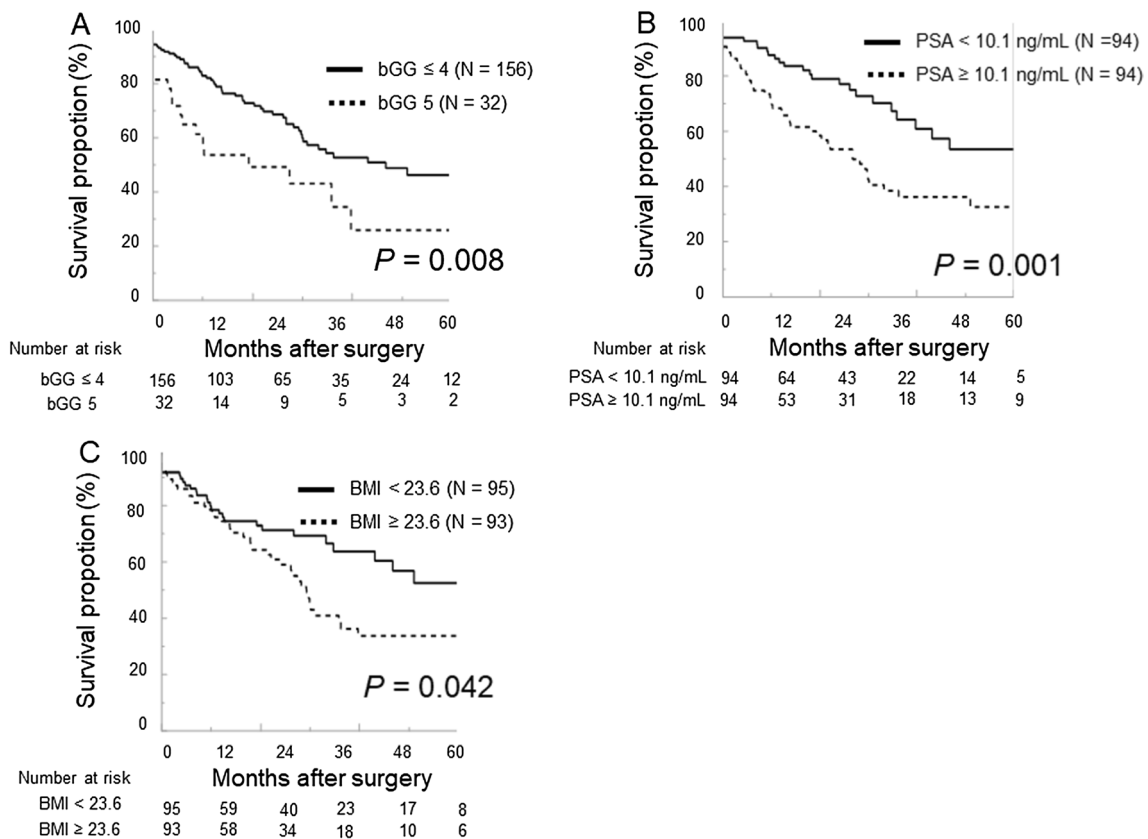 A
Survival propotion (%)
100
80
60
40
20
0
bGG ≤ 4 (N = 156)
bGG 5 (N = 32)
P = 0.008
0 12 24 36 48 60
Number at risk Months after surgery
bGG ≤ 4 156 103 65 35 24 12
bGG 5 32 14 9 5 3 2
B
Survival propotion (%)
100
80
60
40
20
0
PSA < 10.1 ng/mL (N =94)
PSA ≥ 10.1 ng/mL (N = 94)
P = 0.001
0 12 24 36 48 60
Number at risk Months after surgery
PSA < 10.1 ng/mL 94 64 43 22 14 5
PSA ≥ 10.1 ng/mL 94 53 31 18 13 9
C
Survival propotion (%)
100
80
60
40
20
0
BMI < 23.6 (N = 95)
BMI ≥ 23.6 (N = 93)
P = 0.042
0 12 24 36 48 60
Number at risk Months after surgery
BMI < 23.6 95 59 40 23 17 8
BMI ≥ 23.6 93 58 34 18 10 6